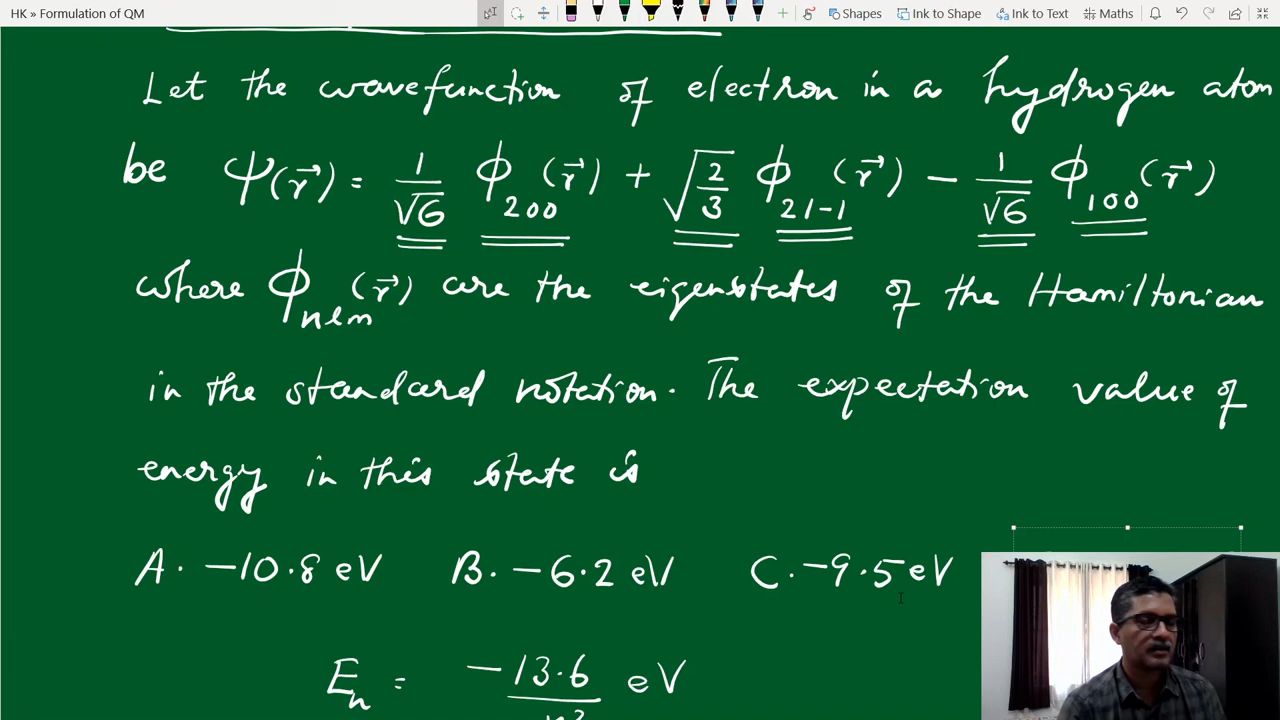 HK » Formulation of QM
Shapes Ink to Shape Ink to Text Maths
Let the wavefunction of electron in a hydrogen atom
be ψ(r⃗) = 1/√6 ϕ₂₀₀(r⃗) + √(2/3) ϕ₂₁₋₁(r⃗) − 1/√6 ϕ₁₀₀(r⃗)
where ϕₙₗₘ(r⃗) are the eigenstates of the Hamiltonian
in the standard notation. The expectation value of
energy in this state is
A. −10.8 eV B. −6.2 eV C. −9.5 eV
Eₙ = −13.6/n² eV